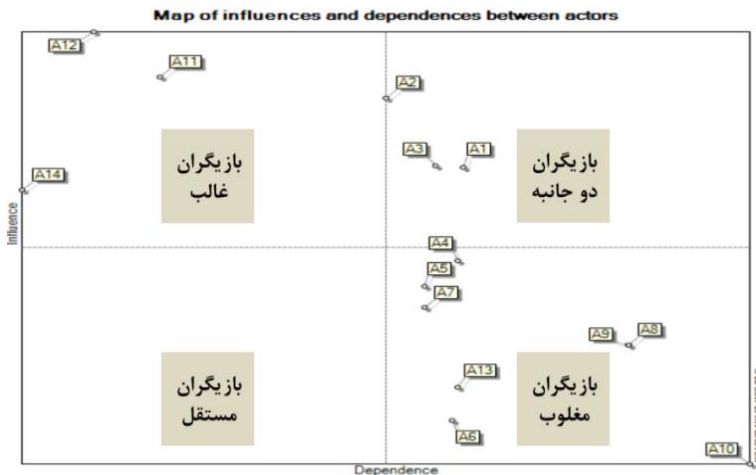 Map of influences and dependences between actors
A12
A11
A2
A3
A1
بازیگران
غالب
بازیگران
دو جانبه
A14
Influence
A4
A5
A7
A9
A8
A13
بازیگران
مستقل
بازیگران
مغلوب
A6
A10
Dependence